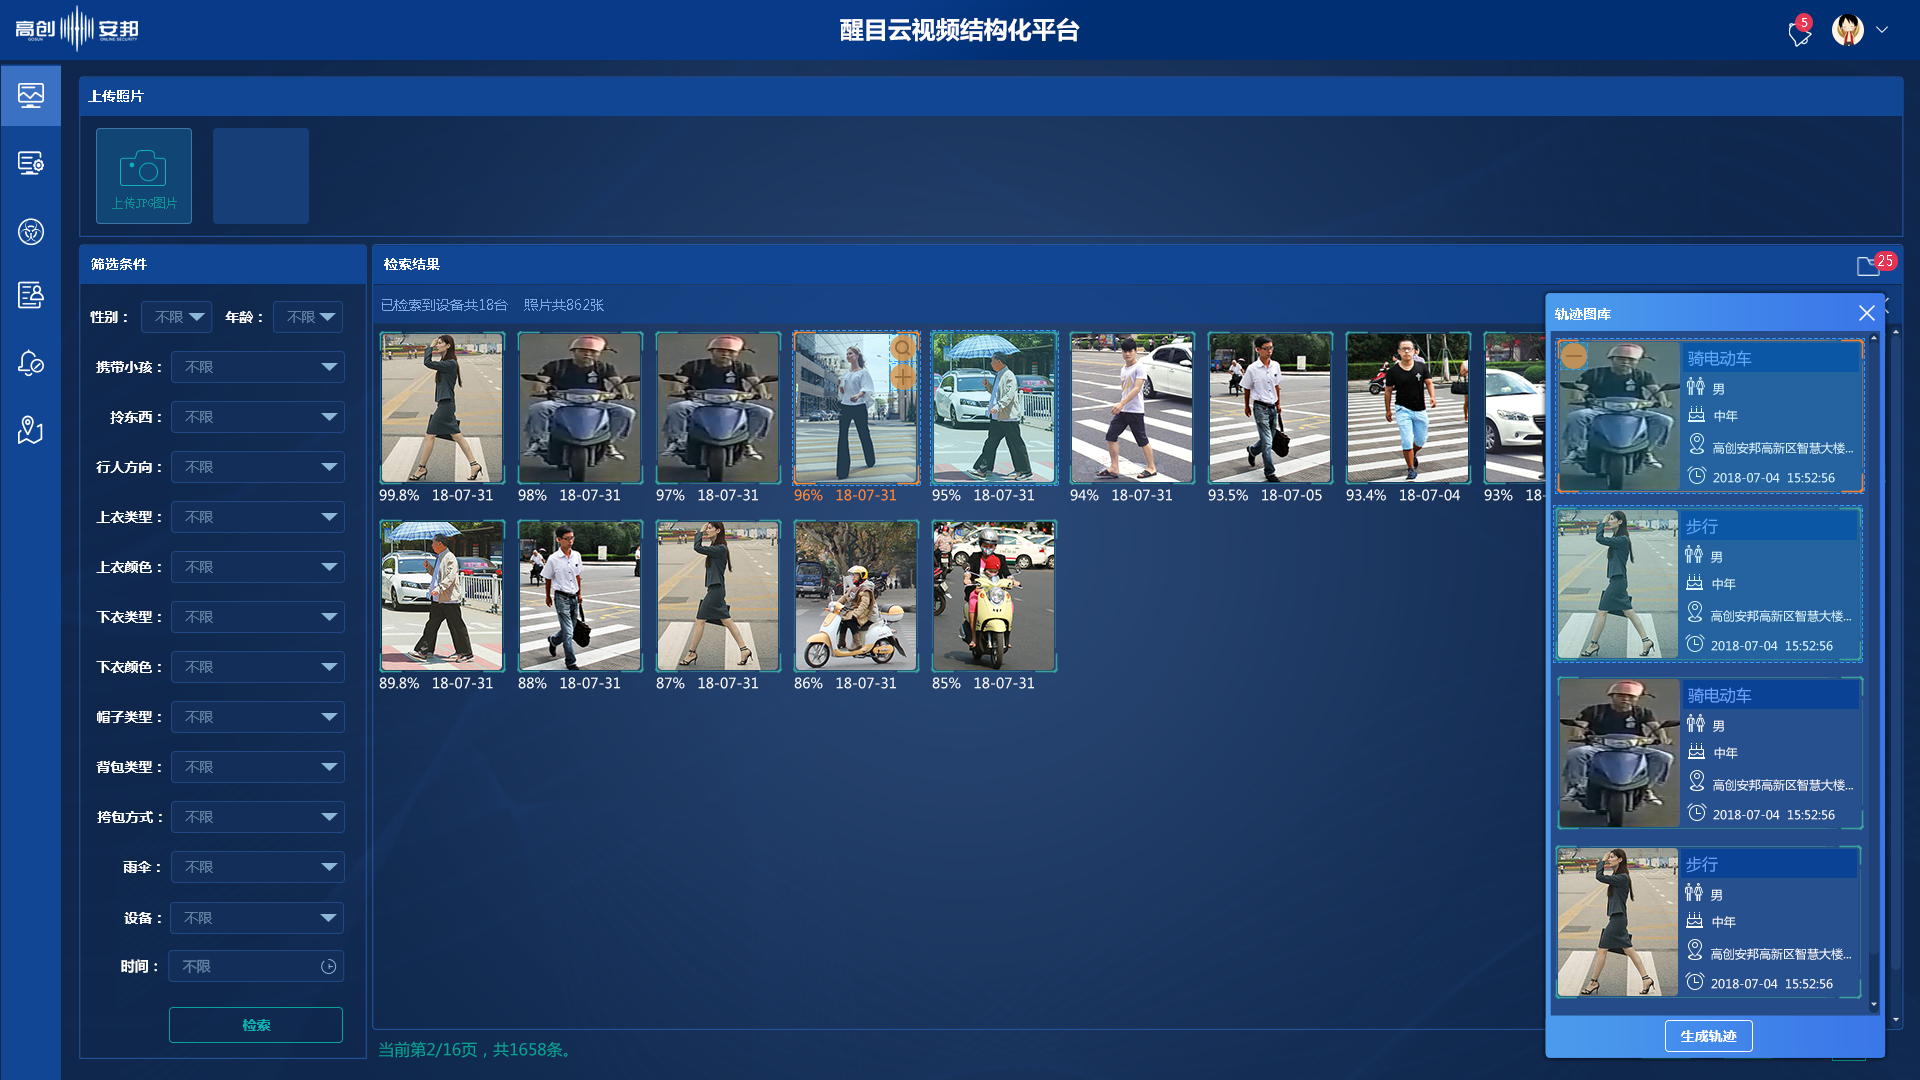 高创 安邦
GOSUN ONLINE SECURITY
醒目云视频结构化平台
5
上传照片
上传JPG图片
筛选条件
性别： 不限 年龄： 不限
携带小孩： 不限
拎东西： 不限
行人方向： 不限
上衣类型： 不限
上衣颜色： 不限
下衣类型： 不限
下衣颜色： 不限
帽子类型： 不限
背包类型： 不限
挎包方式： 不限
雨伞： 不限
设备： 不限
时间： 不限
检索
检索结果
25
已检索到设备共18台 照片共862张
99.8% 18-07-31
98% 18-07-31
97% 18-07-31
96% 18-07-31
95% 18-07-31
94% 18-07-31
93.5% 18-07-05
93.4% 18-07-04
93% 18-
89.8% 18-07-31
88% 18-07-31
87% 18-07-31
86% 18-07-31
85% 18-07-31
当前第2/16页，共1658条。
轨迹图库
骑电动车
男
中年
高创安邦高新区智慧大楼...
2018-07-04 15:52:56
步行
男
中年
高创安邦高新区智慧大楼...
2018-07-04 15:52:56
骑电动车
男
中年
高创安邦高新区智慧大楼...
2018-07-04 15:52:56
步行
男
中年
高创安邦高新区智慧大楼...
2018-07-04 15:52:56
生成轨迹